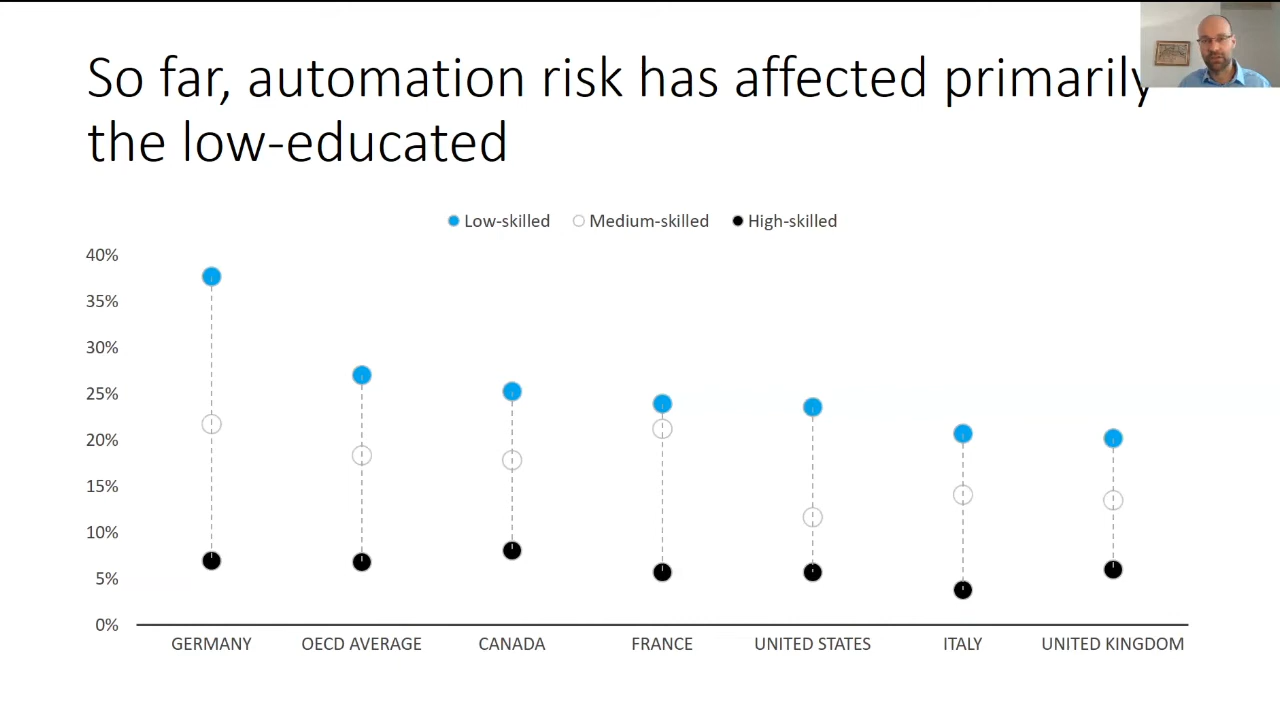 So far, automation risk has affected primarily
the low-educated
Low-skilled Medium-skilled High-skilled
40%
35%
30%
25%
20%
15%
10%
5%
0%
GERMANY OECD AVERAGE CANADA FRANCE UNITED STATES ITALY UNITED KINGDOM